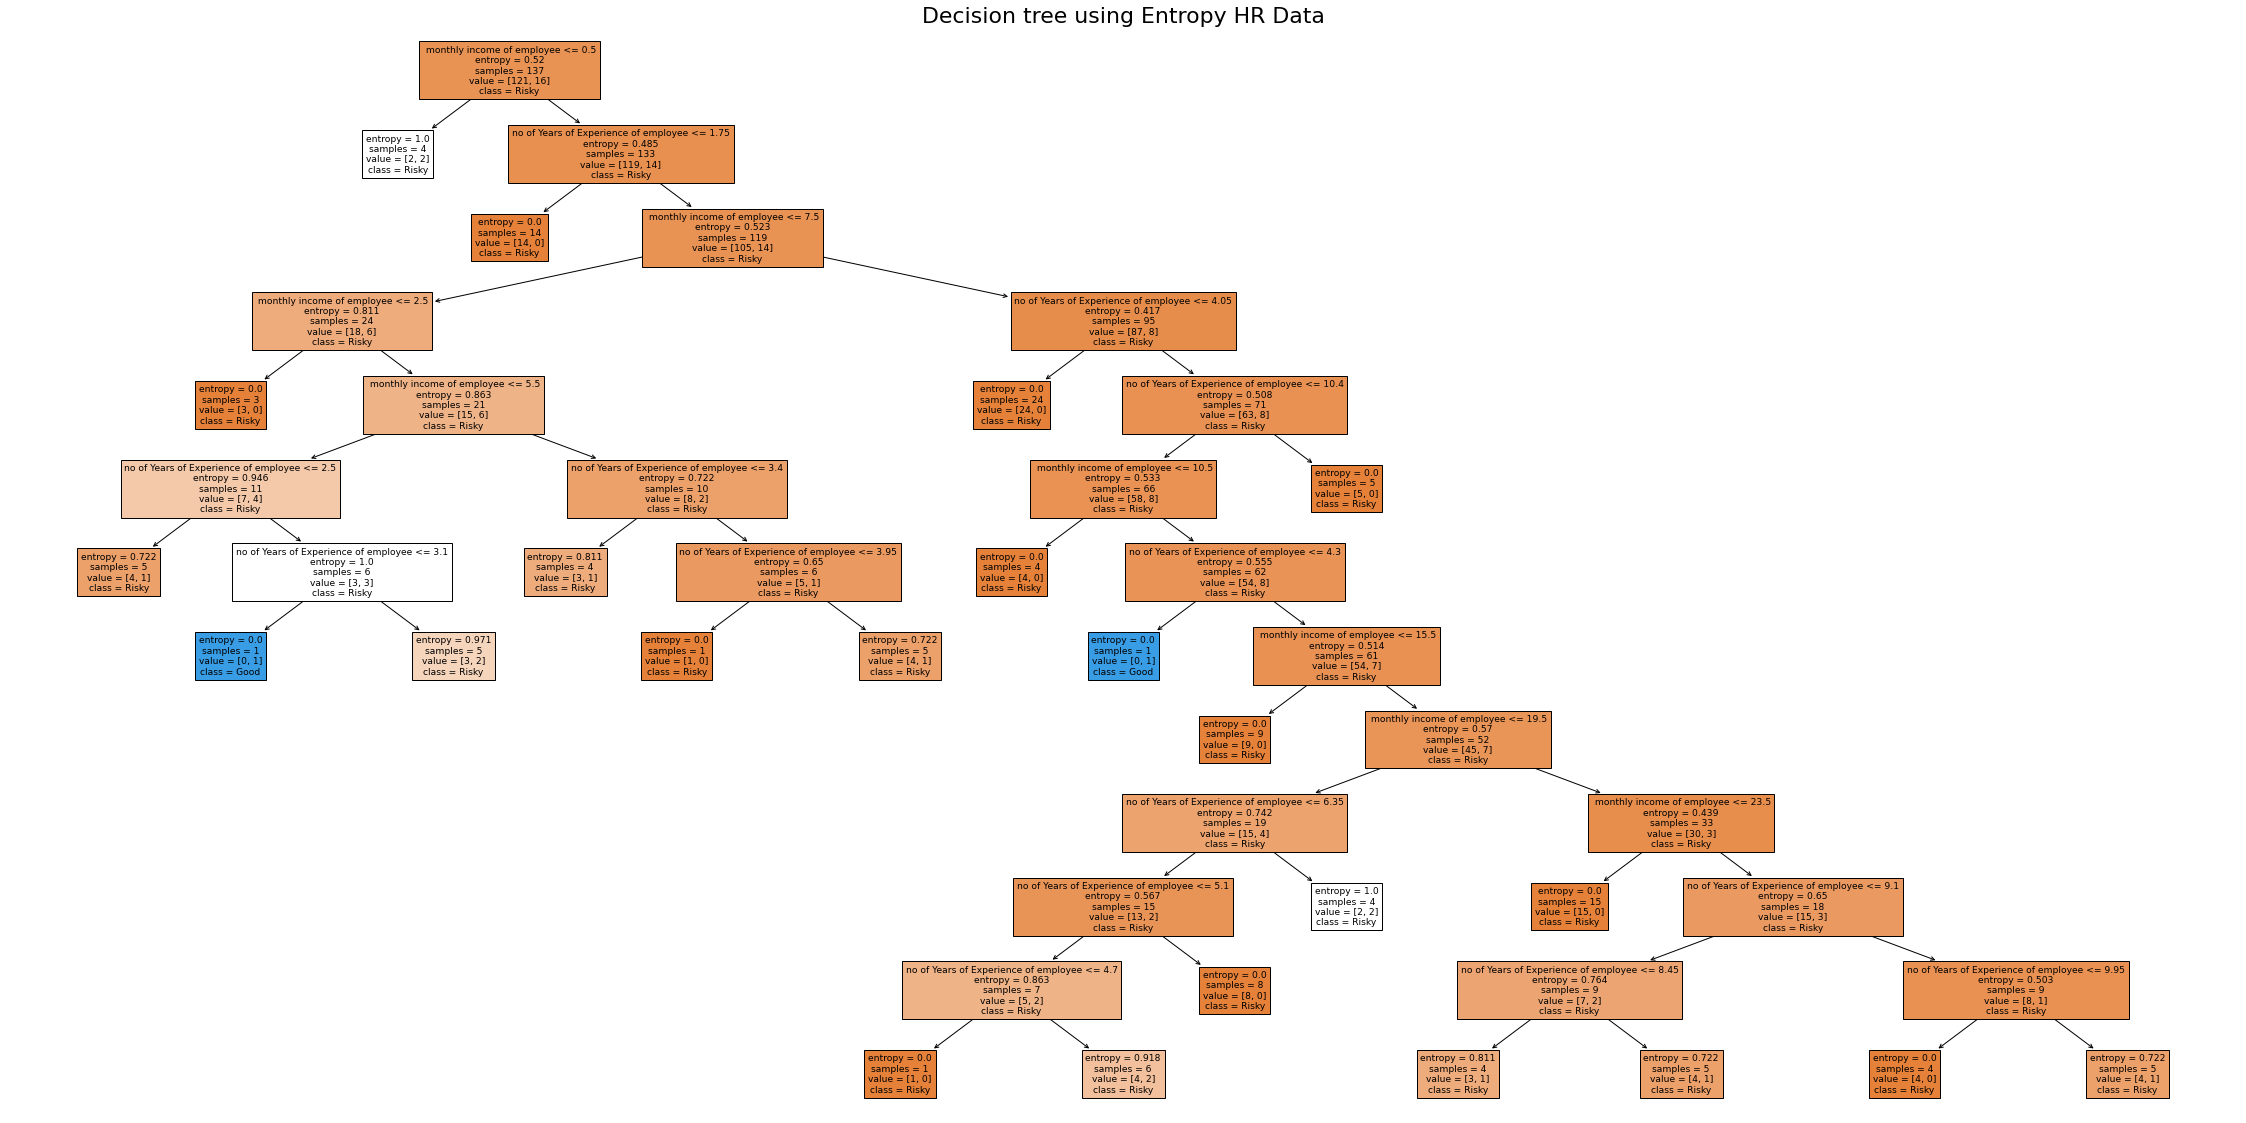 Decision tree using Entropy HR Data
monthly income of employee <= 0.5
entropy = 0.52
samples = 137
value = [121, 16]
class = Risky
entropy = 1.0
samples = 4
value = [2, 2]
class = Risky
no of Years of Experience of employee <= 1.75
entropy = 0.485
samples = 133
value = [119, 14]
class = Risky
entropy = 0.0
samples = 14
value = [14, 0]
class = Risky
monthly income of employee <= 7.5
entropy = 0.523
samples = 119
value = [105, 14]
class = Risky
monthly income of employee <= 2.5
entropy = 0.811
samples = 24
value = [18, 6]
class = Risky
no of Years of Experience of employee <= 4.05
entropy = 0.417
samples = 95
value = [87, 8]
class = Risky
entropy = 0.0
samples = 3
value = [3, 0]
class = Risky
monthly income of employee <= 5.5
entropy = 0.863
samples = 21
value = [15, 6]
class = Risky
entropy = 0.0
samples = 24
value = [24, 0]
class = Risky
no of Years of Experience of employee <= 10.4
entropy = 0.508
samples = 71
value = [63, 8]
class = Risky
no of Years of Experience of employee <= 2.5
entropy = 0.946
samples = 11
value = [7, 4]
class = Risky
no of Years of Experience of employee <= 3.4
entropy = 0.722
samples = 10
value = [8, 2]
class = Risky
monthly income of employee <= 10.5
entropy = 0.533
samples = 66
value = [58, 8]
class = Risky
entropy = 0.0
samples = 5
value = [5, 0]
class = Risky
entropy = 0.722
samples = 5
value = [4, 1]
class = Risky
no of Years of Experience of employee <= 3.1
entropy = 1.0
samples = 6
value = [3, 3]
class = Risky
entropy = 0.811
samples = 4
value = [3, 1]
class = Risky
no of Years of Experience of employee <= 3.95
entropy = 0.65
samples = 6
value = [5, 1]
class = Risky
entropy = 0.0
samples = 4
value = [4, 0]
class = Risky
no of Years of Experience of employee <= 4.3
entropy = 0.555
samples = 62
value = [54, 8]
class = Risky
entropy = 0.0
samples = 1
value = [0, 1]
class = Good
entropy = 0.971
samples = 5
value = [3, 2]
class = Risky
entropy = 0.0
samples = 1
value = [1, 0]
class = Risky
entropy = 0.722
samples = 5
value = [4, 1]
class = Risky
entropy = 0.0
samples = 1
value = [0, 1]
class = Good
monthly income of employee <= 15.5
entropy = 0.514
samples = 61
value = [54, 7]
class = Risky
entropy = 0.0
samples = 9
value = [9, 0]
class = Risky
monthly income of employee <= 19.5
entropy = 0.57
samples = 52
value = [45, 7]
class = Risky
no of Years of Experience of employee <= 6.35
entropy = 0.742
samples = 19
value = [15, 4]
class = Risky
monthly income of employee <= 23.5
entropy = 0.439
samples = 33
value = [30, 3]
class = Risky
no of Years of Experience of employee <= 5.1
entropy = 0.567
samples = 15
value = [13, 2]
class = Risky
entropy = 1.0
samples = 4
value = [2, 2]
class = Risky
entropy = 0.0
samples = 15
value = [15, 0]
class = Risky
no of Years of Experience of employee <= 9.1
entropy = 0.65
samples = 18
value = [15, 3]
class = Risky
no of Years of Experience of employee <= 4.7
entropy = 0.863
samples = 7
value = [5, 2]
class = Risky
entropy = 0.0
samples = 8
value = [8, 0]
class = Risky
no of Years of Experience of employee <= 8.45
entropy = 0.764
samples = 9
value = [7, 2]
class = Risky
no of Years of Experience of employee <= 9.95
entropy = 0.503
samples = 9
value = [8, 1]
class = Risky
entropy = 0.0
samples = 1
value = [1, 0]
class = Risky
entropy = 0.918
samples = 6
value = [4, 2]
class = Risky
entropy = 0.811
samples = 4
value = [3, 1]
class = Risky
entropy = 0.722
samples = 5
value = [4, 1]
class = Risky
entropy = 0.0
samples = 4
value = [4, 0]
class = Risky
entropy = 0.722
samples = 5
value = [4, 1]
class = Risky